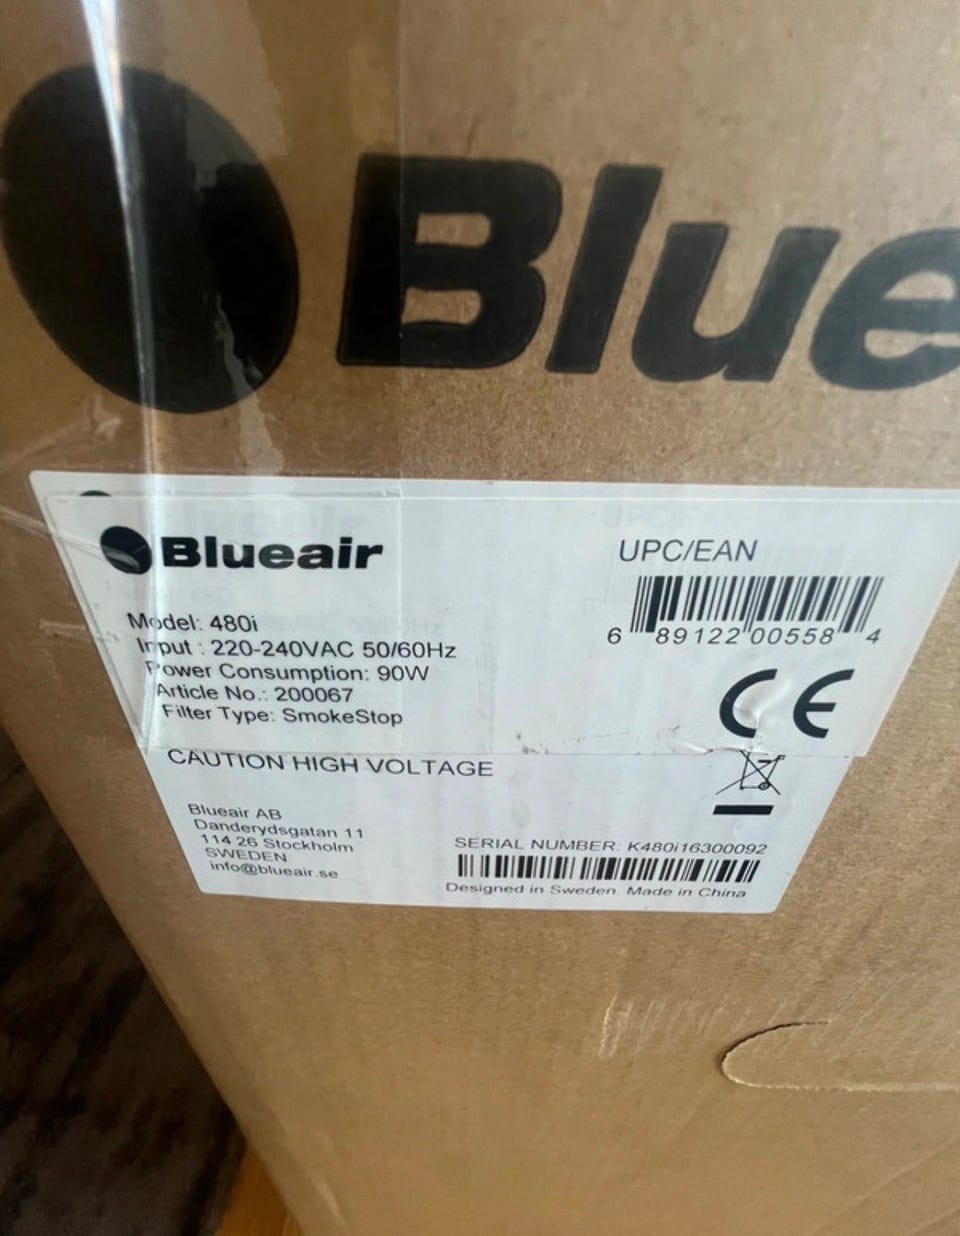 Blue
Blueair
Model: 480i
Input : 220-240VAC 50/60Hz
Power Consumption: 90W
Article No.: 200067
Filter Type: SmokeStop
UPC/EAN
6 89122 00558 4
CE
CAUTION HIGH VOLTAGE
Blueair AB
Danderydsgatan 11
114 26 Stockholm
SWEDEN
info@blueair.se
SERIAL NUMBER: K480i16300092
Designed in Sweden. Made in China